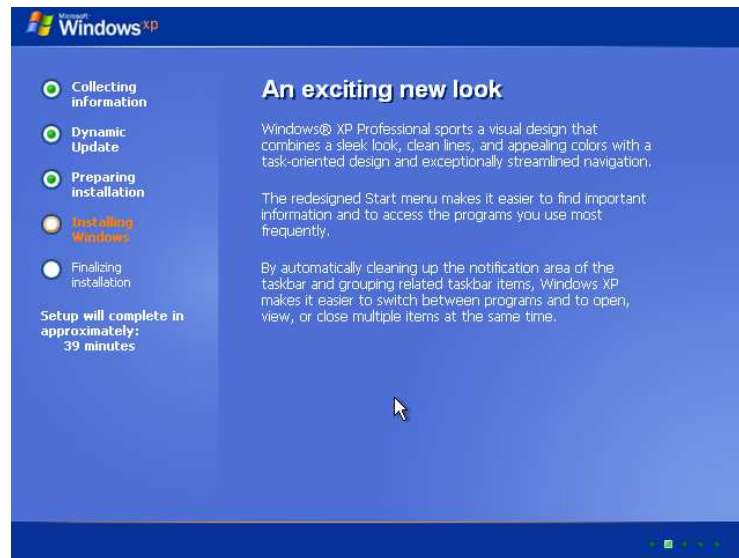 Microsoft
Windows xp
Collecting
information
Dynamic
Update
Preparing
installation
Installing
Windows
Finalizing
installation
Setup will complete in
approximately:
39 minutes
An exciting new look
Windows® XP Professional sports a visual design that
combines a sleek look, clean lines, and appealing colors with a
task-oriented design and exceptionally streamlined navigation.
The redesigned Start menu makes it easier to find important
information and to access the programs you use most
frequently.
By automatically cleaning up the notification area of the
taskbar and grouping related taskbar items, Windows XP
makes it easier to switch between programs and to open,
view, or close multiple items at the same time.